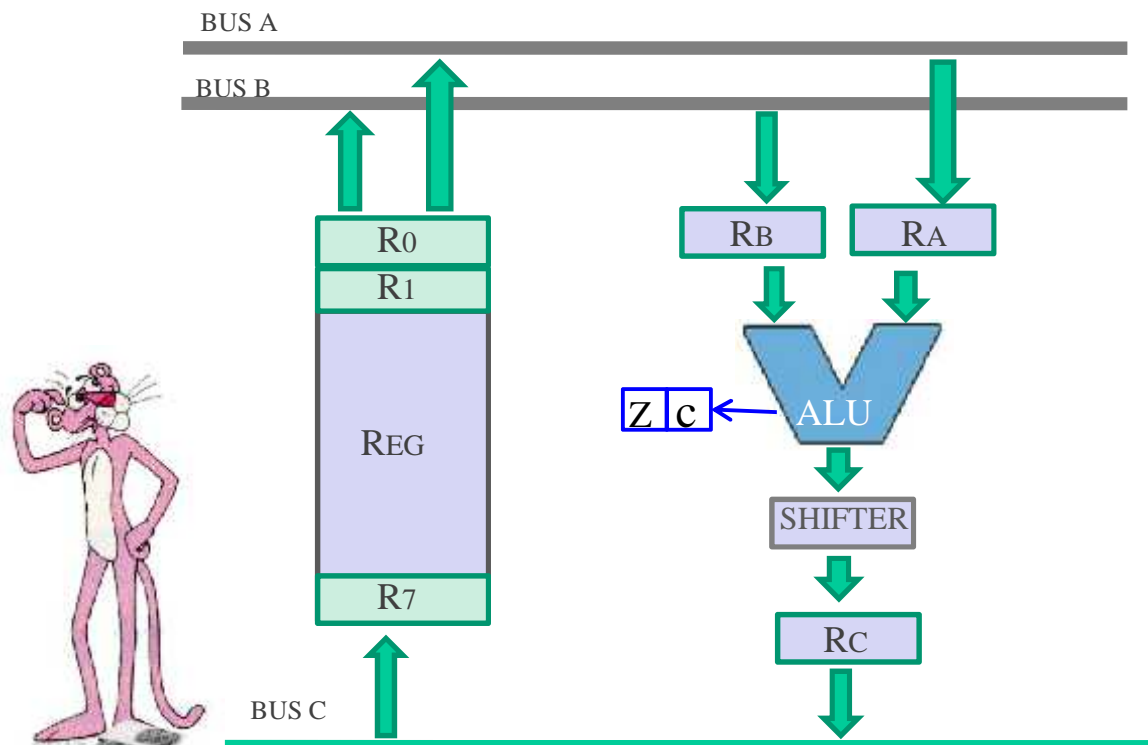 BUS A
BUS B
R0
RB
RA
R1
Z c
ALU
REG
SHIFTER
R7
RC
BUS C